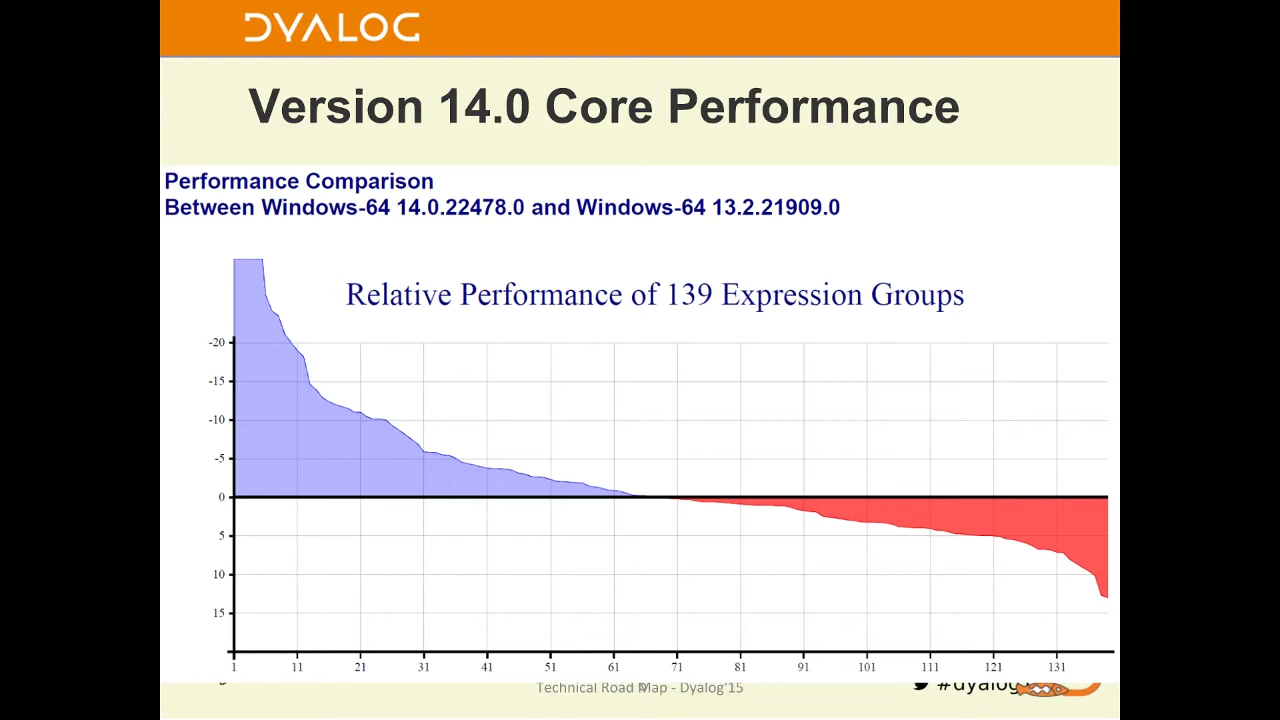 DYALOG
Version 14.0 Core Performance
Performance Comparison
Between Windows-64 14.0.22478.0 and Windows-64 13.2.21909.0
Relative Performance of 139 Expression Groups
-20
-15
-10
-5
0
5
10
15
1 11 21 31 41 51 61 71 81 91 101 111 121 131
Technical Road Map - Dyalog'15
#dyalog